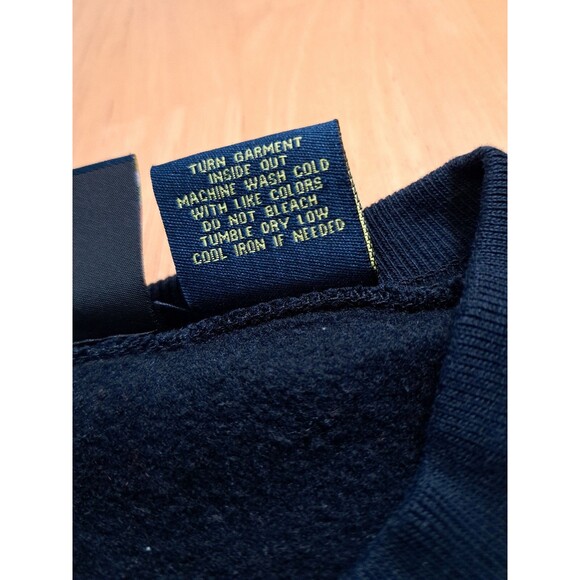 TURN GARMENT
INSIDE OUT
MACHINE WASH COLD
WITH LIKE COLORS
DO NOT BLEACH
TUMBLE DRY LOW
COOL IRON IF NEEDED